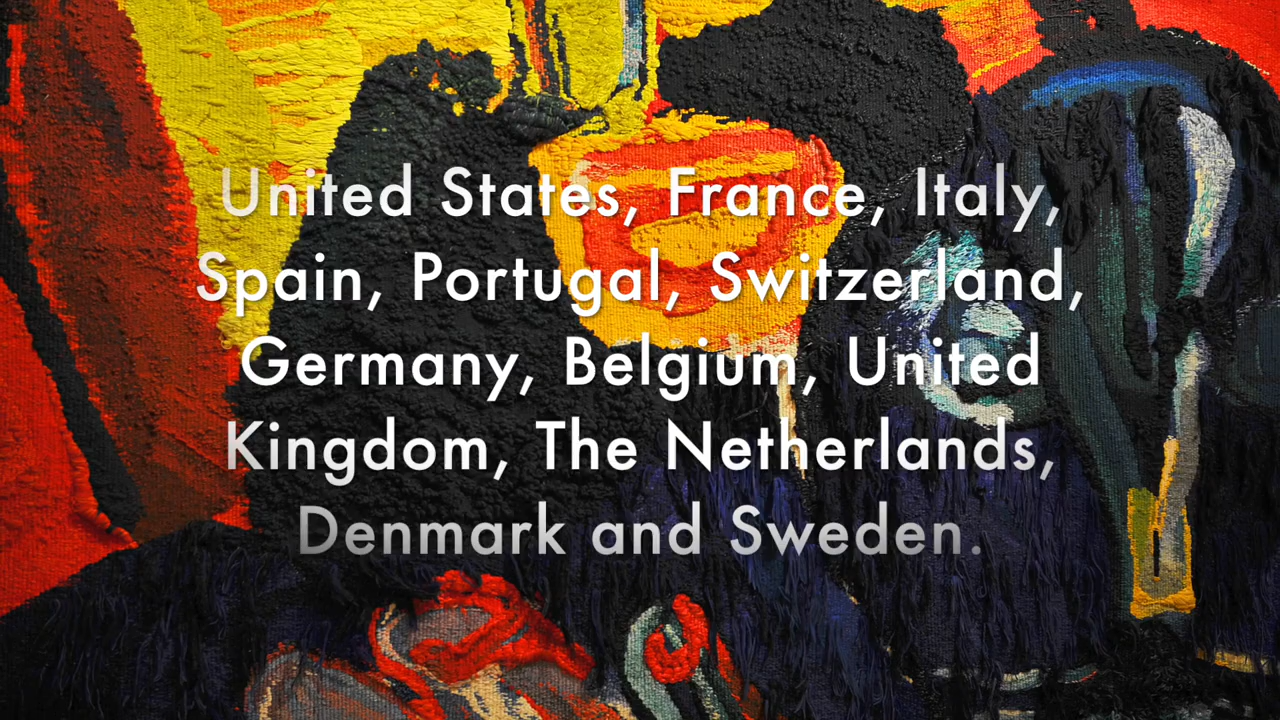 United States, France, Italy,
Spain, Portugal, Switzerland,
Germany, Belgium, United
Kingdom, The Netherlands,
Denmark and Sweden.